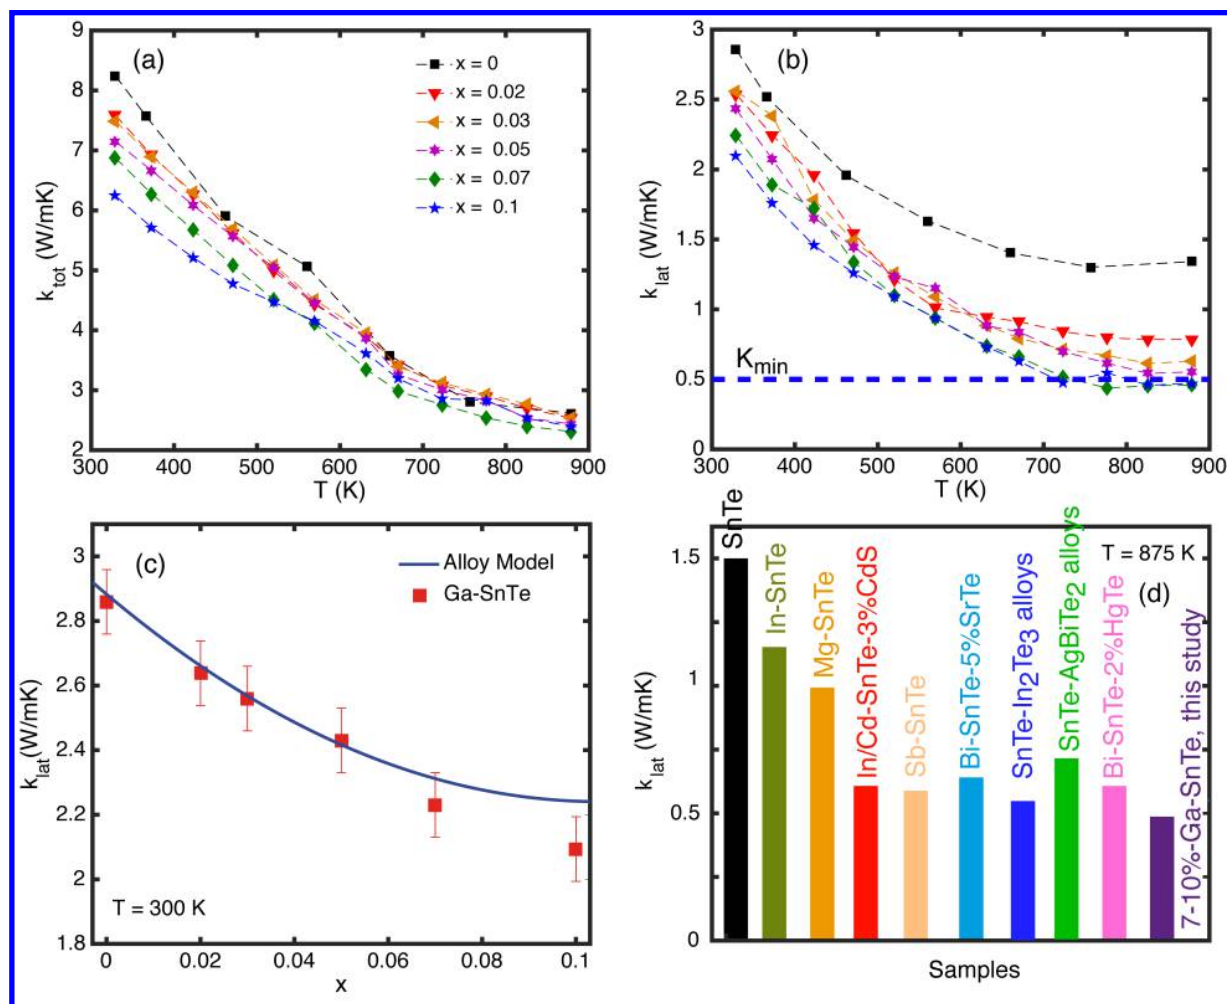 (a)
x = 0
x = 0.02
x = 0.03
x = 0.05
x = 0.07
x = 0.1
9
8
7
6
5
4
3
2
k_tot (W/mK)
300 400 500 600 700 800 900
T (K)
(b)
3
2.5
2
1.5
1
0.5
0
k_lat (W/mK)
K_min
300 400 500 600 700 800 900
T (K)
(c)
Alloy Model
Ga-SnTe
3
2.8
2.6
2.4
2.2
2
1.8
k_lat(W/mK)
T = 300 K
0 0.02 0.04 0.06 0.08 0.1
x
(d)
T = 875 K
1.5
1
0.5
0
k_lat (W/mK)
SnTe
In-SnTe
Mg-SnTe
In/Cd-SnTe-3%CdS
Sb-SnTe
Bi-SnTe-5%SrTe
SnTe-In2Te3 alloys
SnTe-AgBiTe2 alloys
Bi-SnTe-2%HgTe
7-10%-Ga-SnTe, this study
Samples